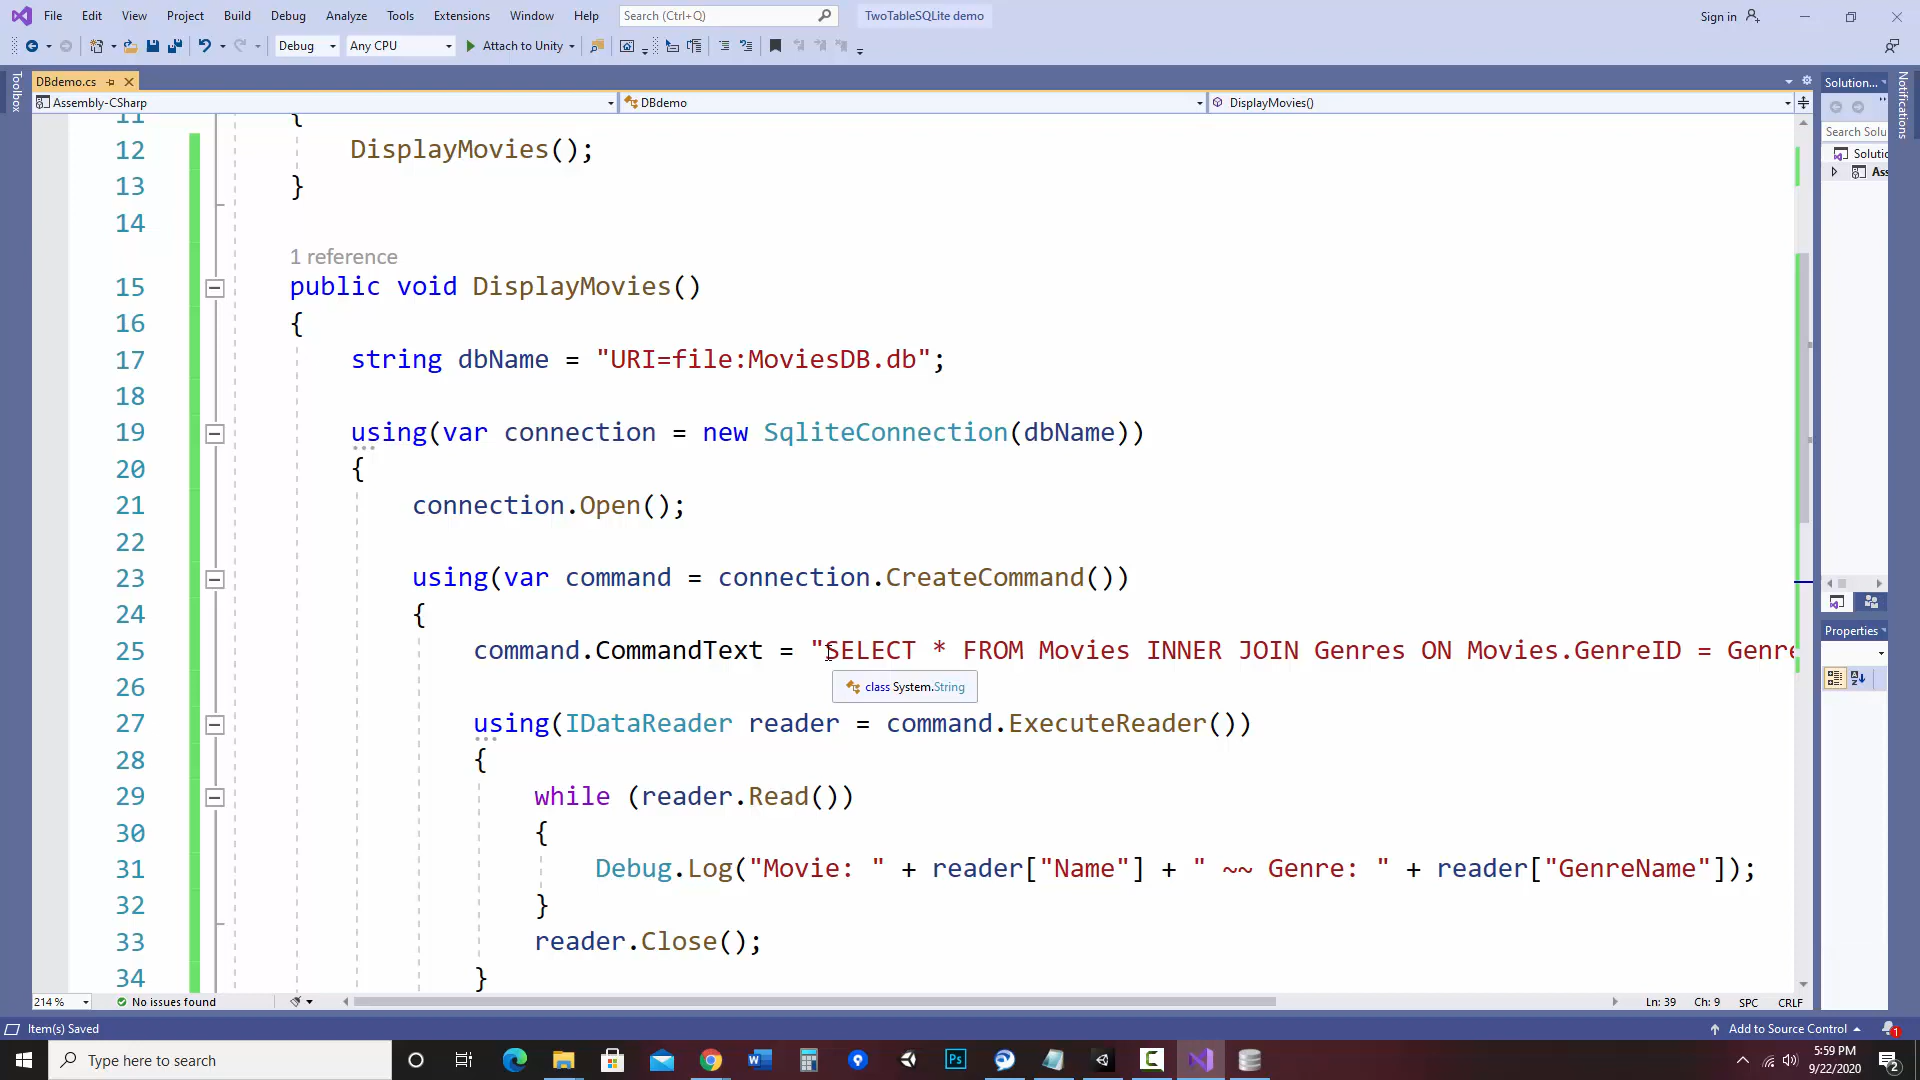 File Edit View Project Build Debug Analyze Tools Extensions Window Help Search (Ctrl+Q) TwoTableSQLite demo Sign in
Debug Any CPU Attach to Unity
Toolbox
DBdemo.cs
Assembly-CSharp DBdemo DisplayMovies()
11 {
12 DisplayMovies();
13 }
14
1 reference
15 public void DisplayMovies()
16 {
17 string dbName = "URI=file:MoviesDB.db";
18
19 using(var connection = new SqliteConnection(dbName))
20 {
21 connection.Open();
22
23 using(var command = connection.CreateCommand())
24 {
25 command.CommandText = "SELECT * FROM Movies INNER JOIN Genres ON Movies.GenreID = Genre
26
class System.String
27 using(IDataReader reader = command.ExecuteReader())
28 {
29 while (reader.Read())
30 {
31 Debug.Log("Movie: " + reader["Name"] + " ~~ Genre: " + reader["GenreName"]);
32 }
33 reader.Close();
34 }
Solution...
Search Solu
Solutio
Ass
Properties
Notifications
214 % No issues found Ln: 39 Ch: 9 SPC CRLF
Item(s) Saved Add to Source Control 1
Type here to search
W Ps C
5:59 PM
9/22/2020
2